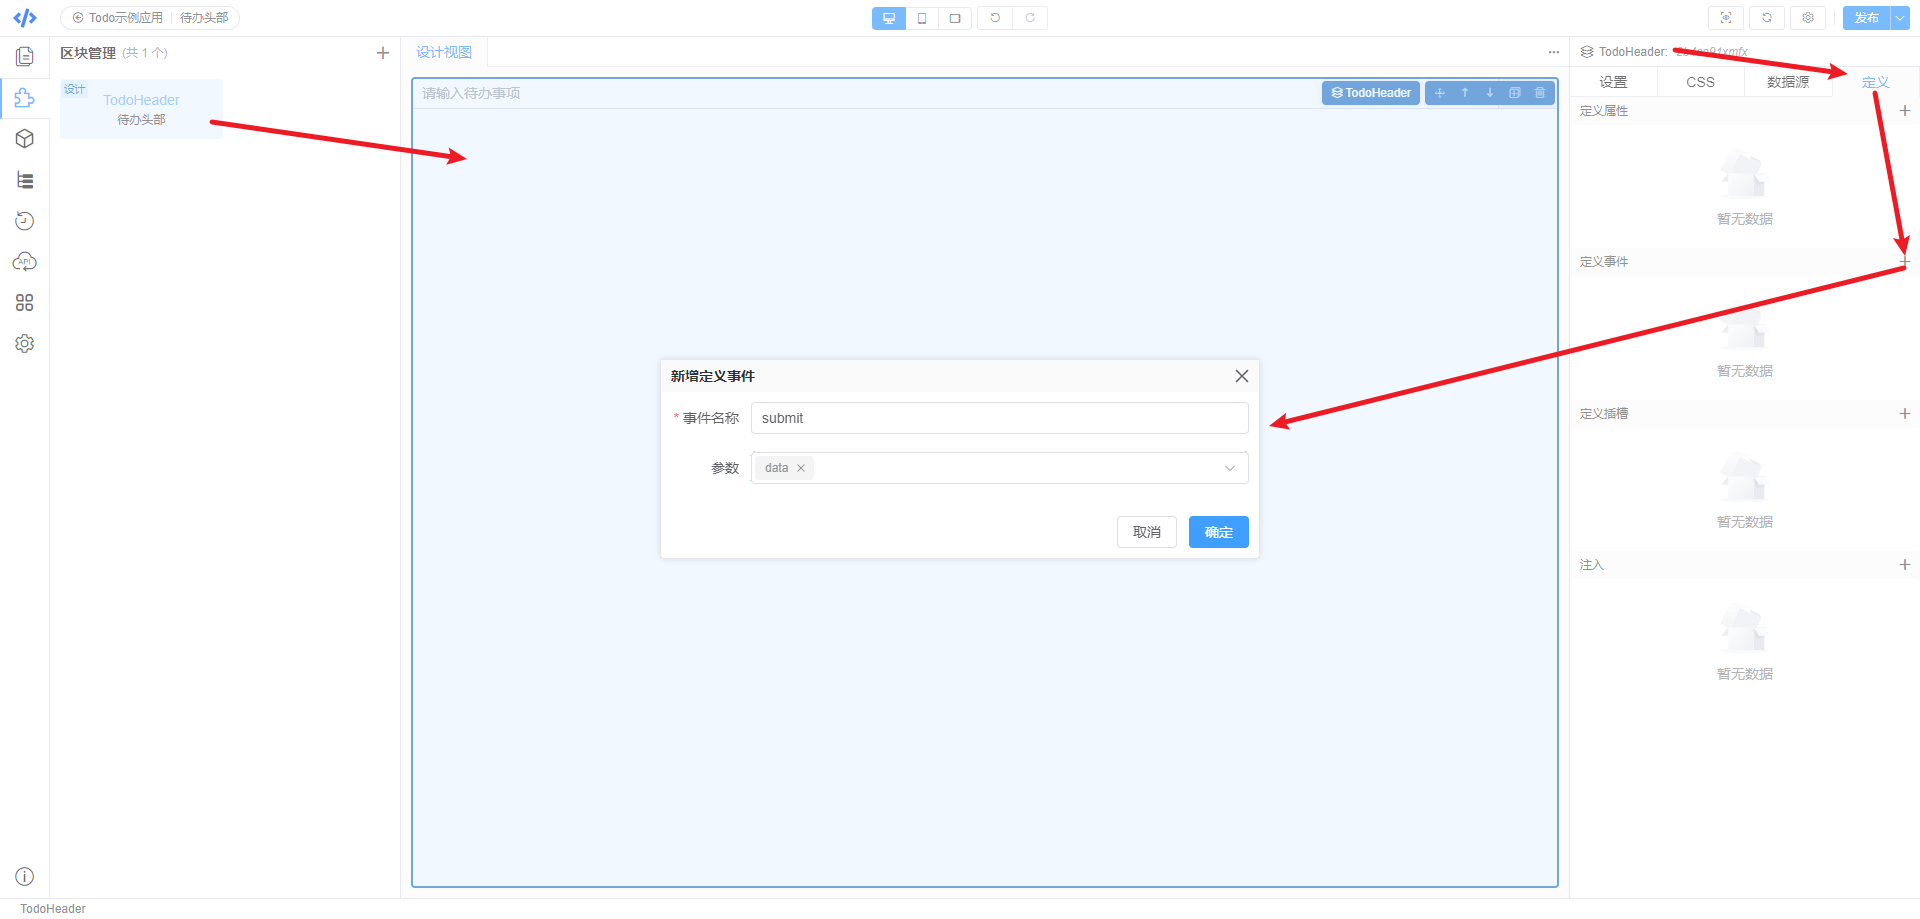 Todo示例应用 待办头部
发布
区块管理 (共 1 个)
设计
TodoHeader
待办头部
API
设计视图
请输入待办事项
TodoHeader
新增定义事件
* 事件名称 submit
参数 data
取消 确定
TodoHeader:
设置 CSS 数据源 定义
定义属性
暂无数据
定义事件
暂无数据
定义插槽
暂无数据
注入
暂无数据
TodoHeader